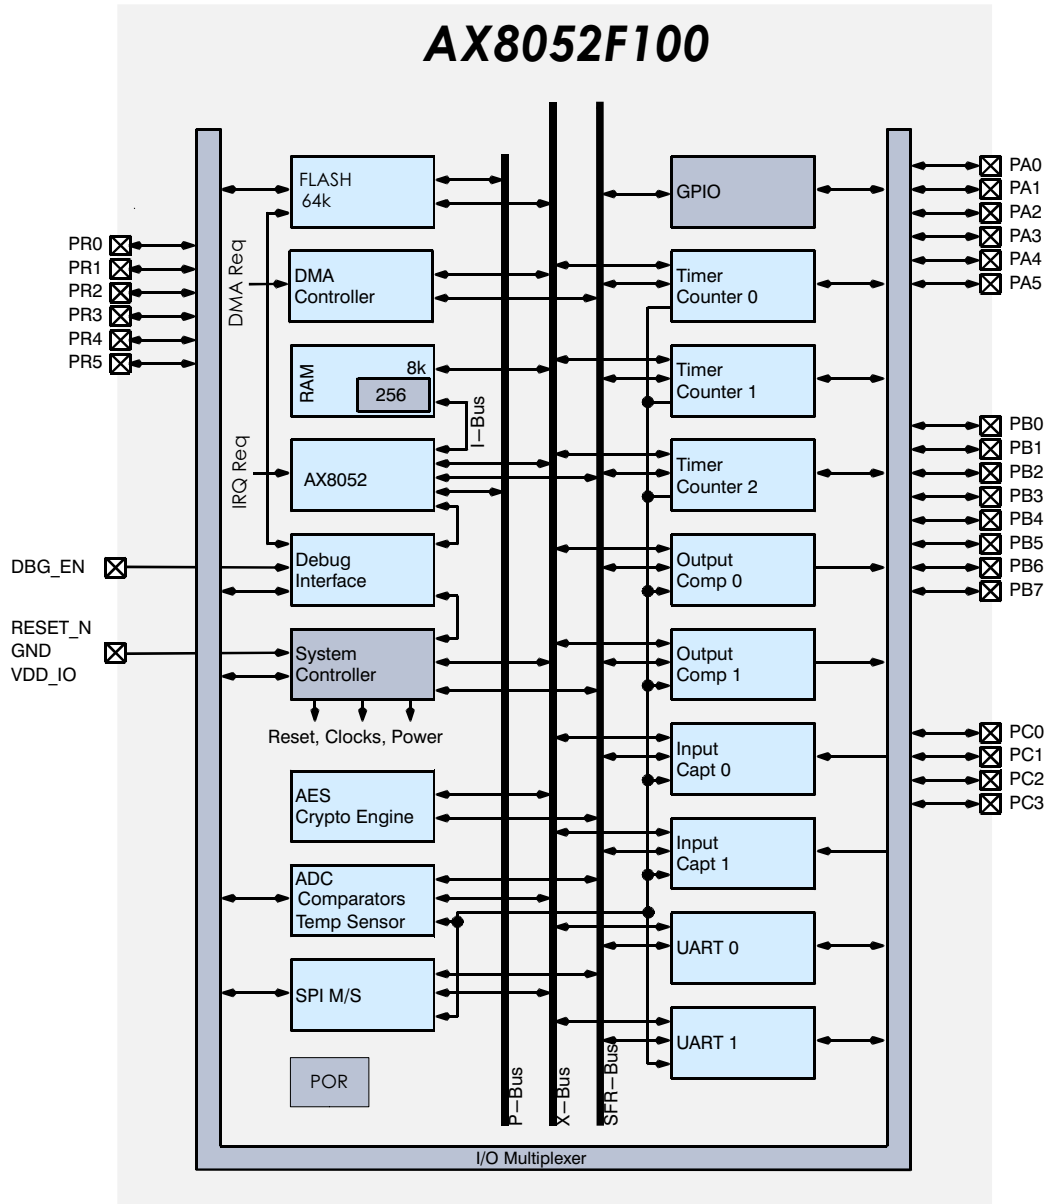 AX8052F100
FLASH
64k
DMA Req
DMA
Controller
RAM
8k
256
I−Bus
IRQ Req
AX8052
Debug
Interface
System
Controller
Reset, Clocks, Power
AES
Crypto Engine
ADC
Comparators
Temp Sensor
SPI M/S
POR
PR0
PR1
PR2
PR3
PR4
PR5
DBG_EN
RESET_N
GND
VDD_IO
P−Bus
X−Bus
SFR−Bus
GPIO
Timer
Counter 0
Timer
Counter 1
Timer
Counter 2
Output
Comp 0
Output
Comp 1
Input
Capt 0
Input
Capt 1
UART 0
UART 1
PA0
PA1
PA2
PA3
PA4
PA5
PB0
PB1
PB2
PB3
PB4
PB5
PB6
PB7
PC0
PC1
PC2
PC3
I/O Multiplexer